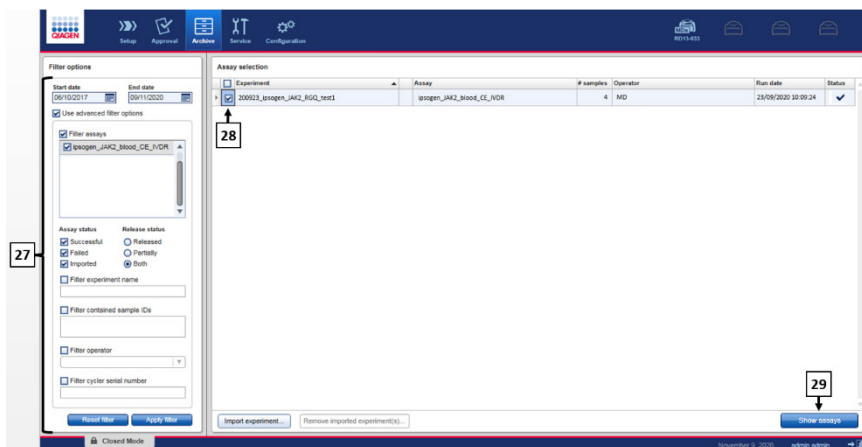 QIAGEN
Setup Approval Archive Service Configuration
RD13-633
Filter options
Start date End date
06/10/2017 09/11/2020
Use advanced filter options
Filter assays
ipsogen_JAK2_blood_CE_IVDR
Assay status Release status
Successful Released
Failed Partially
Imported Both
Filter experiment name
Filter contained sample IDs
Filter operator
Filter cycler serial number
Reset filter Apply filter
27
Assay selection
Experiment Assay # samples Operator Run date Status
200923_ipsogen_JAK2_RGQ_test1 ipsogen_JAK2_blood_CE_IVDR 4 MD 23/09/2020 10:09:24
28
29
Import experiment... Remove imported experiment(s)... Show assays
Closed Mode November 9, 2020 admin admin